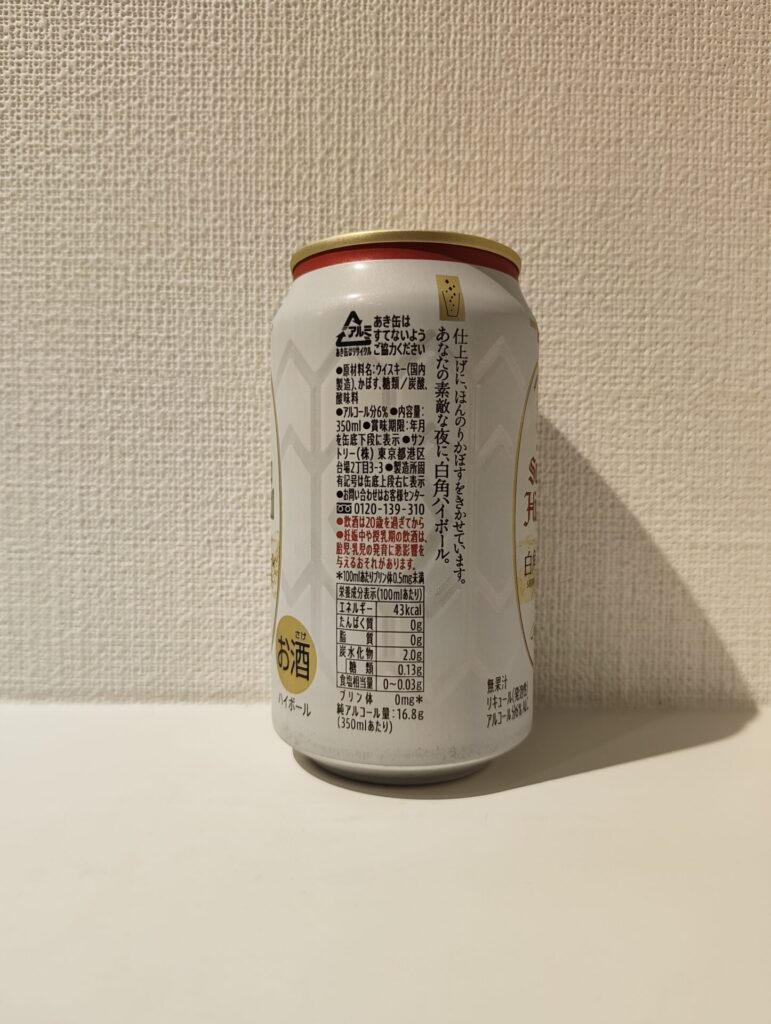 アルミ
あき缶はリサイクル
あき缶は
すてないよう
ご協力ください
●原材料名:ウイスキー(国内
製造)、かぼす、糖類/炭酸、
酸味料
●アルコール分6% ●内容量:
350ml ●賞味期限:年月
を缶底下段に表示 ●サン
トリー(株) 東京都港区
台場2丁目3-3 ●製造所固
有記号は缶底上段右に表示
●お問い合わせはお客様センター
0120-139-310
●飲酒は20歳を過ぎてから
●妊娠中や授乳期の飲酒は、
胎児・乳児の発育に悪影響を
与えるおそれがあります。
*100mlあたりプリン体0.5mg未満
栄養成分表示(100mlあたり)
エネルギー 43kcal
たんぱく質 0g
脂質 0g
炭水化物 2.0g
糖類 0.13g
食塩相当量 0~0.03g
プリン体 0mg*
純アルコール量:16.8g
(350mlあたり)
仕上げに、ほんのりかぼすをきかせています。
あなたの素敵な夜に、白角ハイボール。
さけ
お酒
ハイボール
白
無果汁
リキュール(発泡性)
アルコール分6%